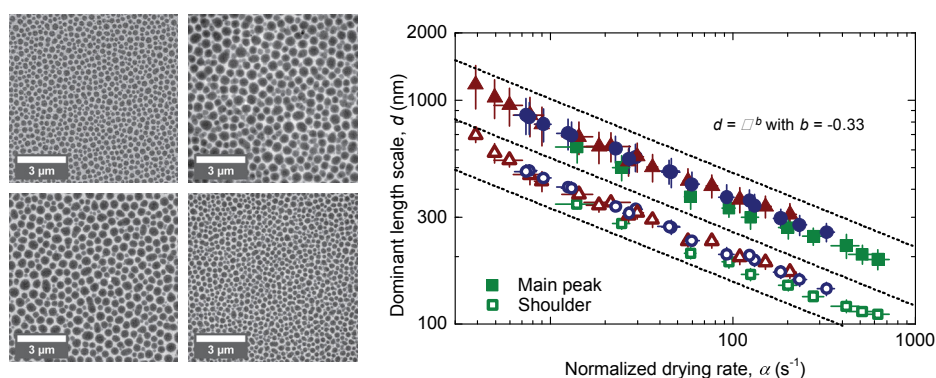 3 µm
3 µm
3 µm
3 µm
Dominant length scale, d (nm)
2000
1000
300
100
d = □ᵇ with b = -0.33
Main peak
Shoulder
100
1000
Normalized drying rate, α (s⁻¹)